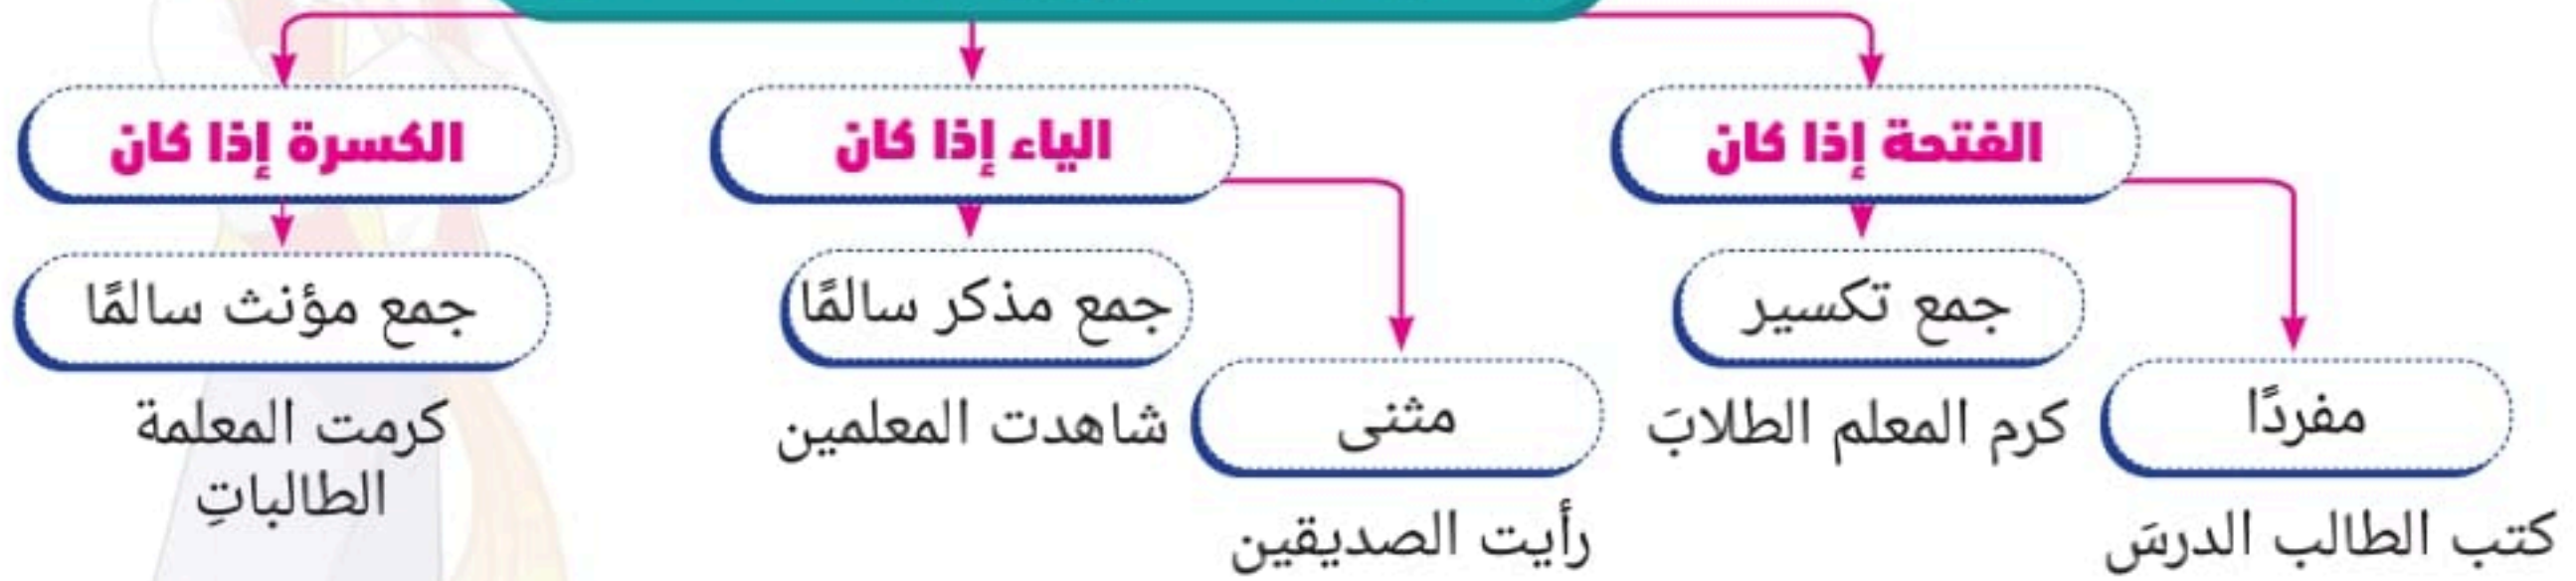 الفتحة إذا كان
الياء إذا كان
الكسرة إذا كان
مفردًا
كتب الطالب الدرسَ
جمع تكسير
كرم المعلم الطلابَ
مثنى
رأيت الصديقين
جمع مذكر سالمًا
شاهدت المعلمين
جمع مؤنث سالمًا
كرمت المعلمة
الطالباتِ